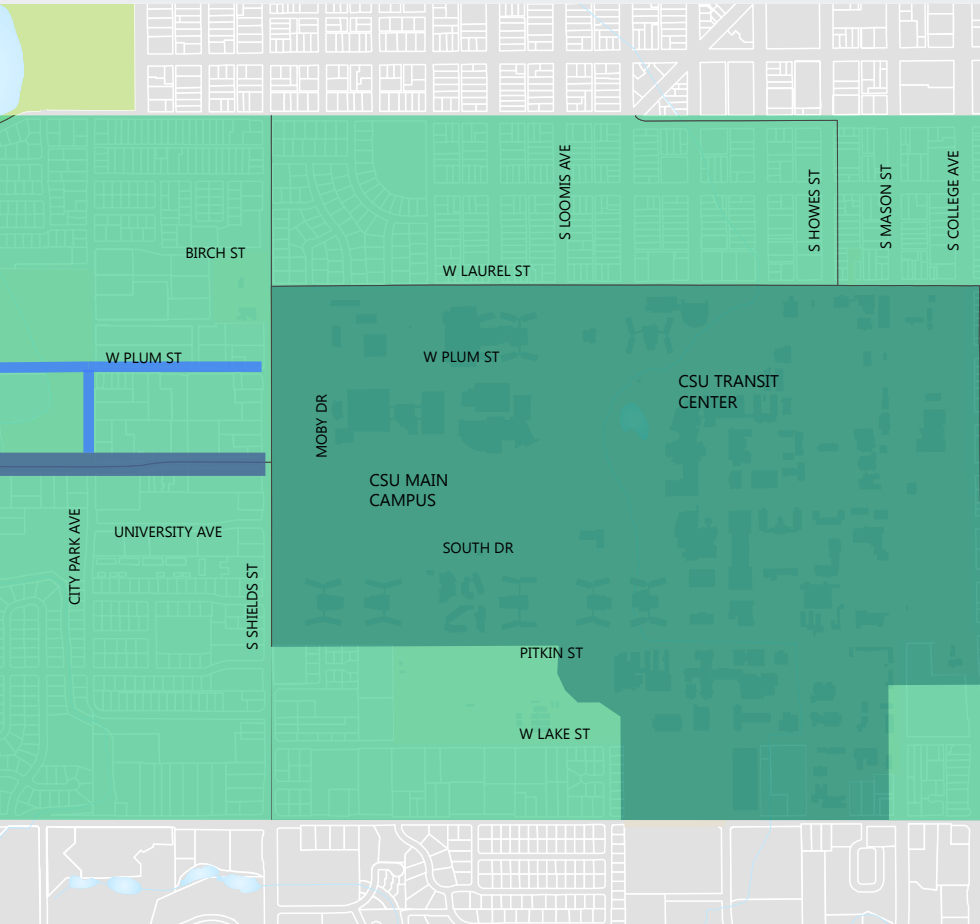 S LOOMIS AVE
S HOWES ST
S MASON ST
S COLLEGE AVE
BIRCH ST
W LAUREL ST
W PLUM ST
W PLUM ST
CSU TRANSIT
CENTER
MOBY DR
CSU MAIN
CAMPUS
CITY PARK AVE
UNIVERSITY AVE
SOUTH DR
S SHIELDS ST
PITKIN ST
W LAKE ST